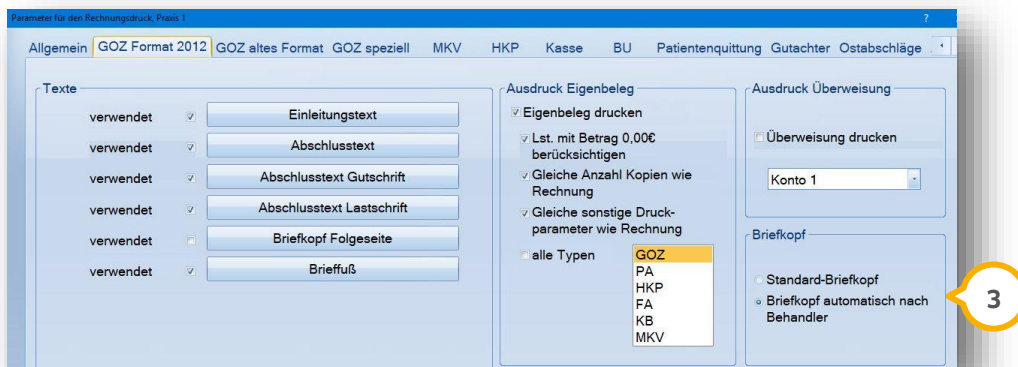 Parameter für den Rechnungsdruck, Praxis 1 ?
Allgemein GOZ Format 2012 GOZ altes Format GOZ speziell MKV HKP Kasse BU Patientenquittung Gutachter Ostabschläge
Texte
verwendet Einleitungstext
verwendet Abschlusstext
verwendet Abschlusstext Gutschrift
verwendet Abschlusstext Lastschrift
verwendet Briefkopf Folgeseite
verwendet Brieffuß
Ausdruck Eigenbeleg
Eigenbeleg drucken
Lst. mit Betrag 0,00€
berücksichtigen
Gleiche Anzahl Kopien wie
Rechnung
Gleiche sonstige Druck-
parameter wie Rechnung
alle Typen
GOZ
PA
HKP
FA
KB
MKV
Ausdruck Überweisung
Überweisung drucken
Konto 1
Briefkopf
Standard-Briefkopf
Briefkopf automatisch nach
Behandler
3